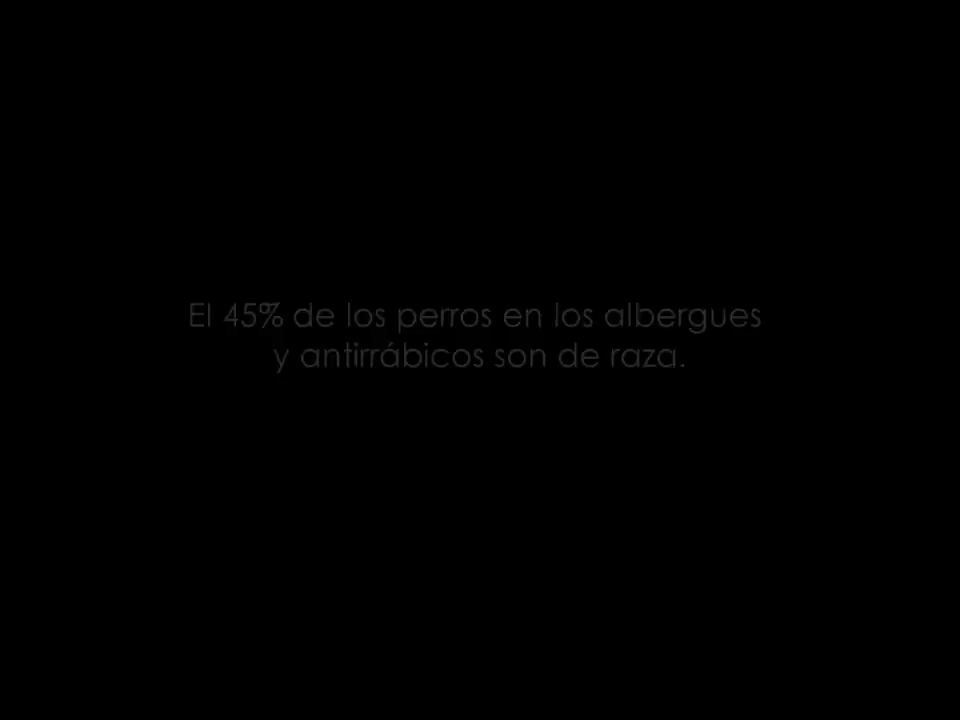 El 45% de los perros en los albergues
y antirrábicos son de raza.